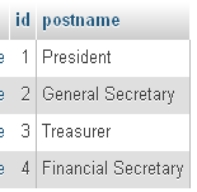 id postname
e 1 President
e 2 General Secretary
e 3 Treasurer
e 4 Financial Secretary